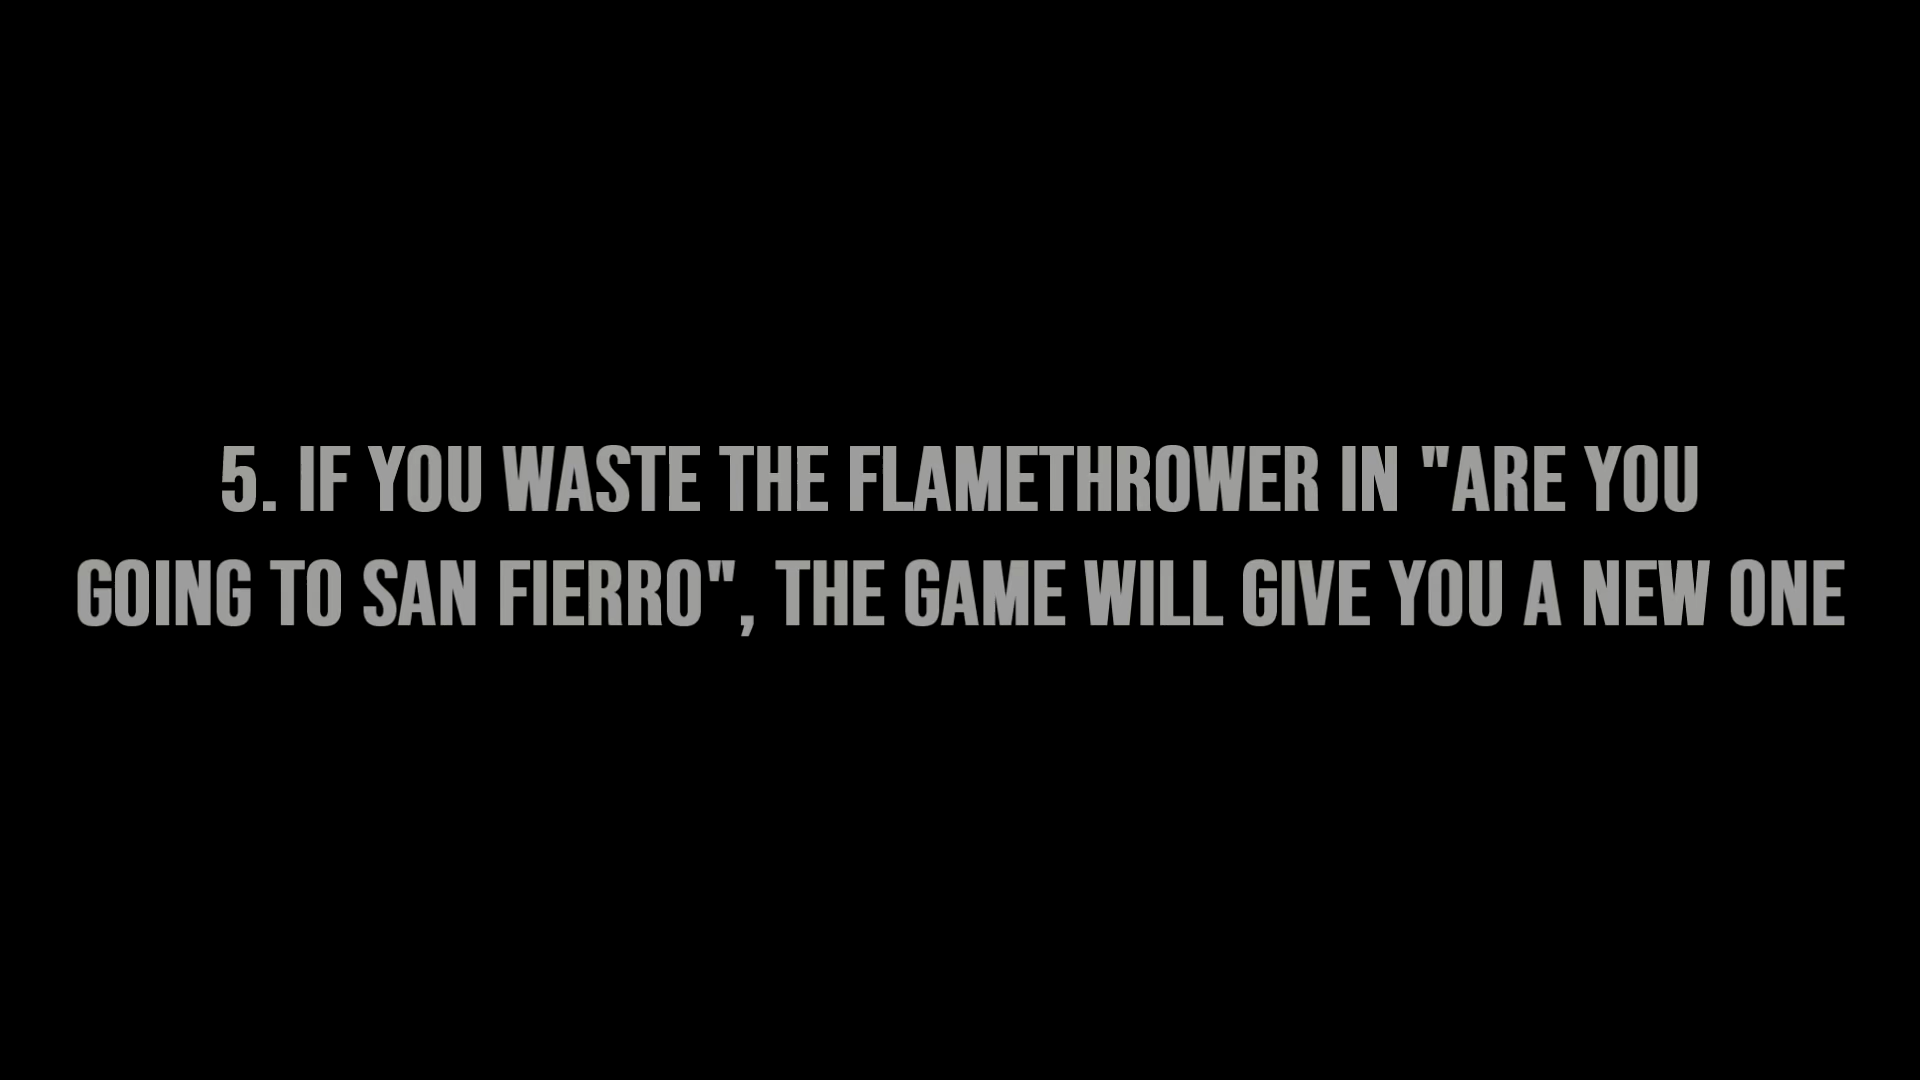 5. IF YOU WASTE THE FLAMETHROWER IN "ARE YOU
GOING TO SAN FIERRO", THE GAME WILL GIVE YOU A NEW ONE